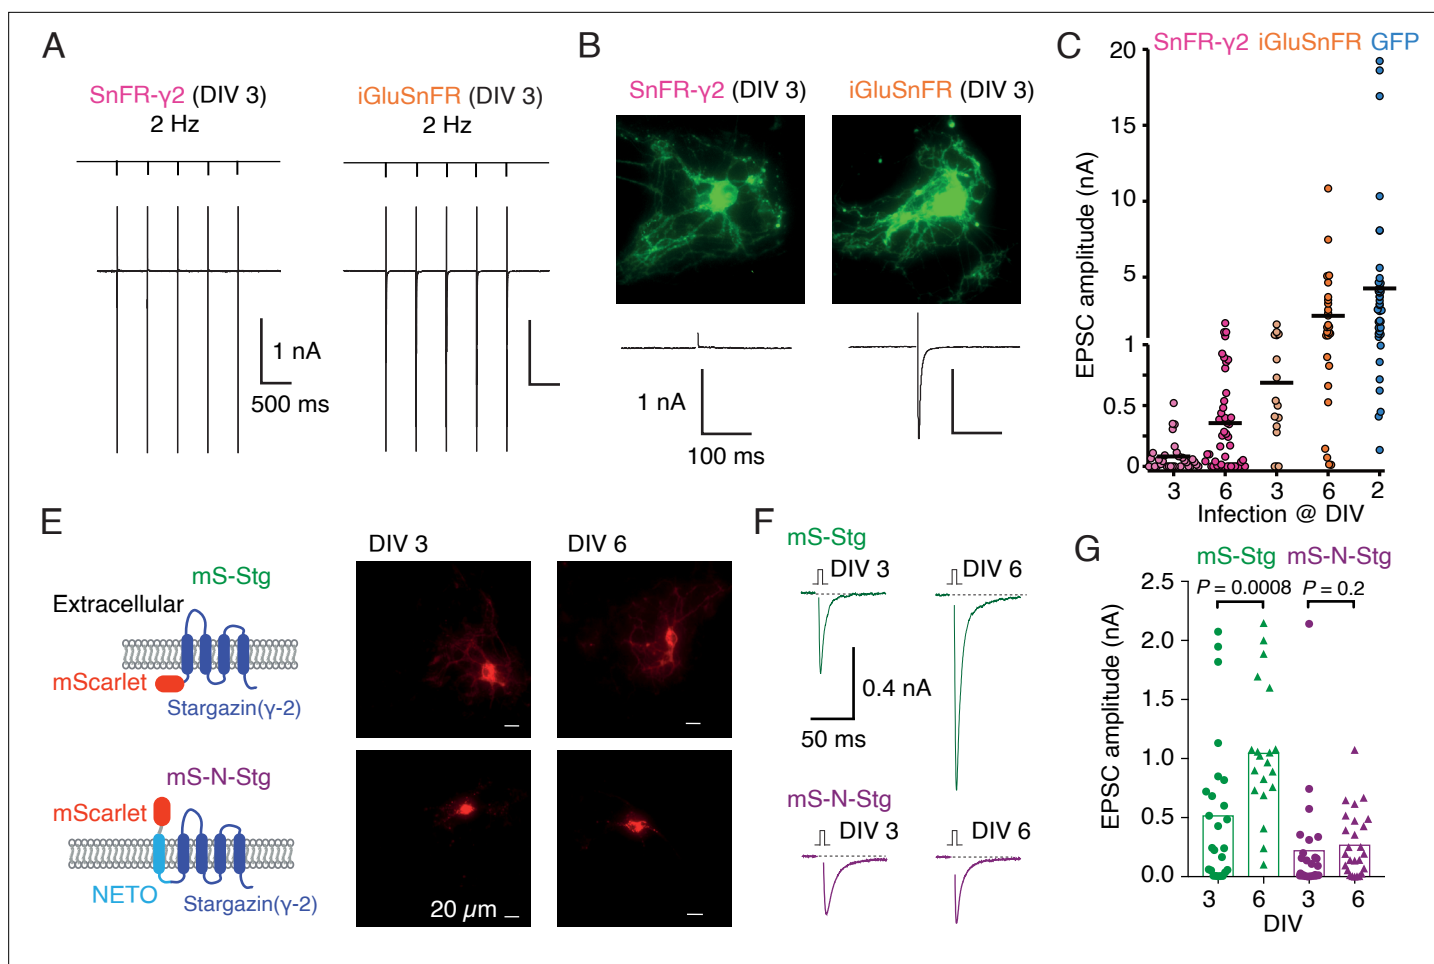 A
SnFR-γ2 (DIV 3)
2 Hz
iGluSnFR (DIV 3)
2 Hz
1 nA
500 ms
B
SnFR-γ2 (DIV 3)
iGluSnFR (DIV 3)
1 nA
100 ms
C
SnFR-γ2 iGluSnFR GFP
EPSC amplitude (nA)
20
15
10
5
1
0.5
0
3 6 3 6 2
Infection @ DIV
E
mS-Stg
Extracellular
mScarlet
Stargazin(γ-2)
mS-N-Stg
mScarlet
NETO
Stargazin(γ-2)
DIV 3
DIV 6
20 µm
F
mS-Stg
DIV 3
DIV 6
0.4 nA
50 ms
mS-N-Stg
DIV 3
DIV 6
G
mS-Stg mS-N-Stg
P = 0.0008 P = 0.2
EPSC amplitude (nA)
2.5
2.0
1.5
1.0
0.5
0.0
3 6 3 6
DIV